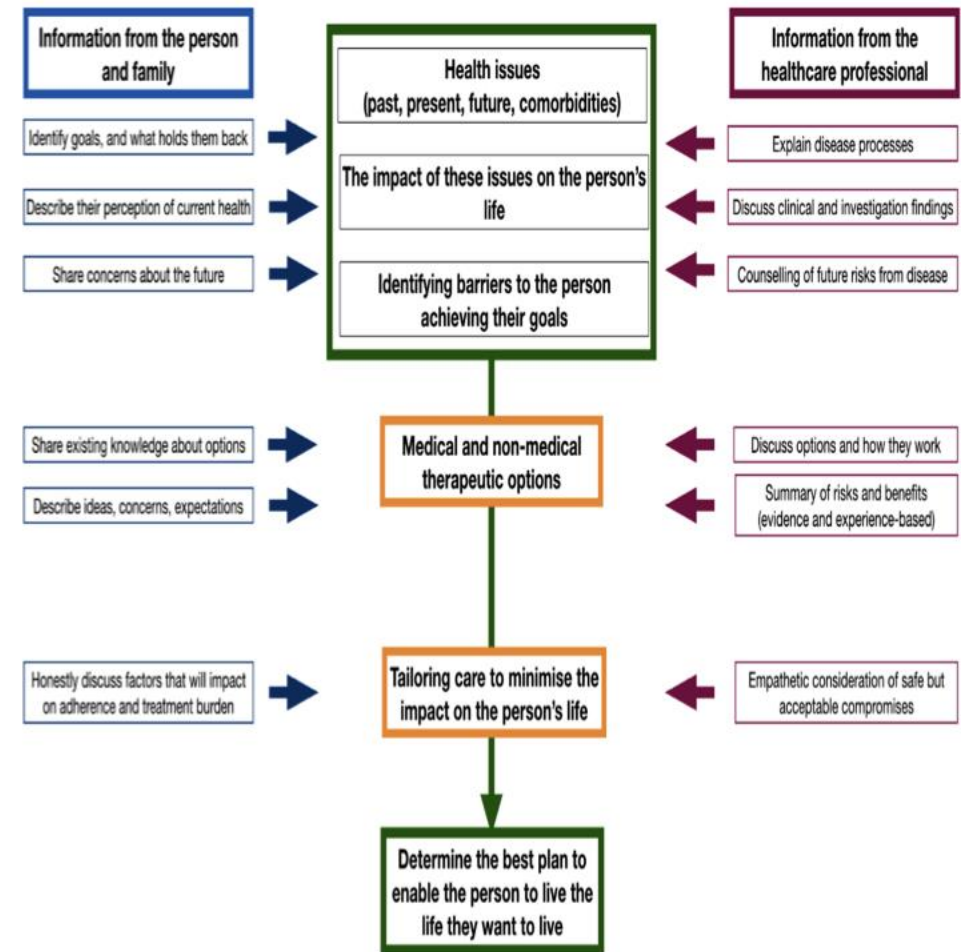 Information from the person
and family
Identify goals, and what holds them back
Describe their perception of current health
Share concerns about the future
Health issues
(past, present, future, comorbidities)
The impact of these issues on the person's
life
Identifying barriers to the person
achieving their goals
Information from the
healthcare professional
Explain disease processes
Discuss clinical and investigation findings
Counselling of future risks from disease
Share existing knowledge about options
Describe ideas, concerns, expectations
Medical and non-medical
therapeutic options
Discuss options and how they work
Summary of risks and benefits
(evidence and experience-based)
Honestly discuss factors that will impact
on adherence and treatment burden
Tailoring care to minimise the
impact on the person's life
Empathetic consideration of safe but
acceptable compromises
Determine the best plan to
enable the person to live the
life they want to live